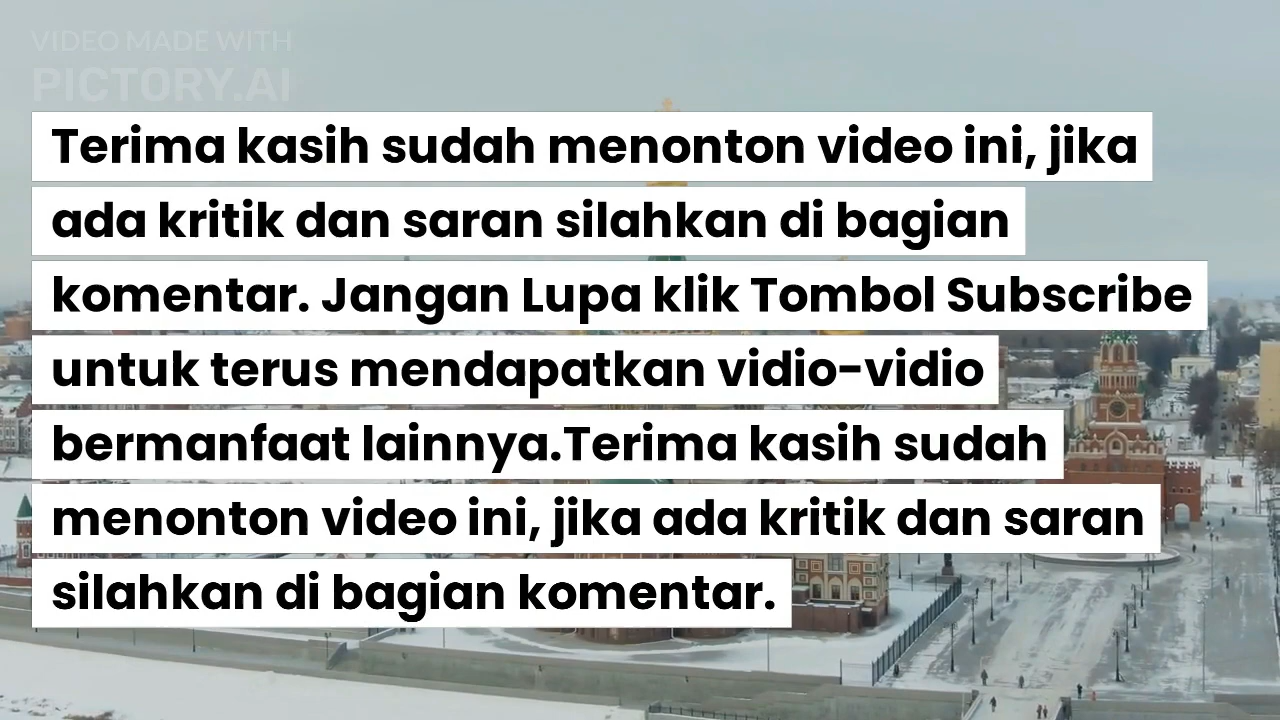 VIDEO MADE WITH
PICTORY.AI
Terima kasih sudah menonton video ini, jika
ada kritik dan saran silahkan di bagian
komentar. Jangan Lupa klik Tombol Subscribe
untuk terus mendapatkan vidio-vidio
bermanfaat lainnya.Terima kasih sudah
menonton video ini, jika ada kritik dan saran
silahkan di bagian komentar.